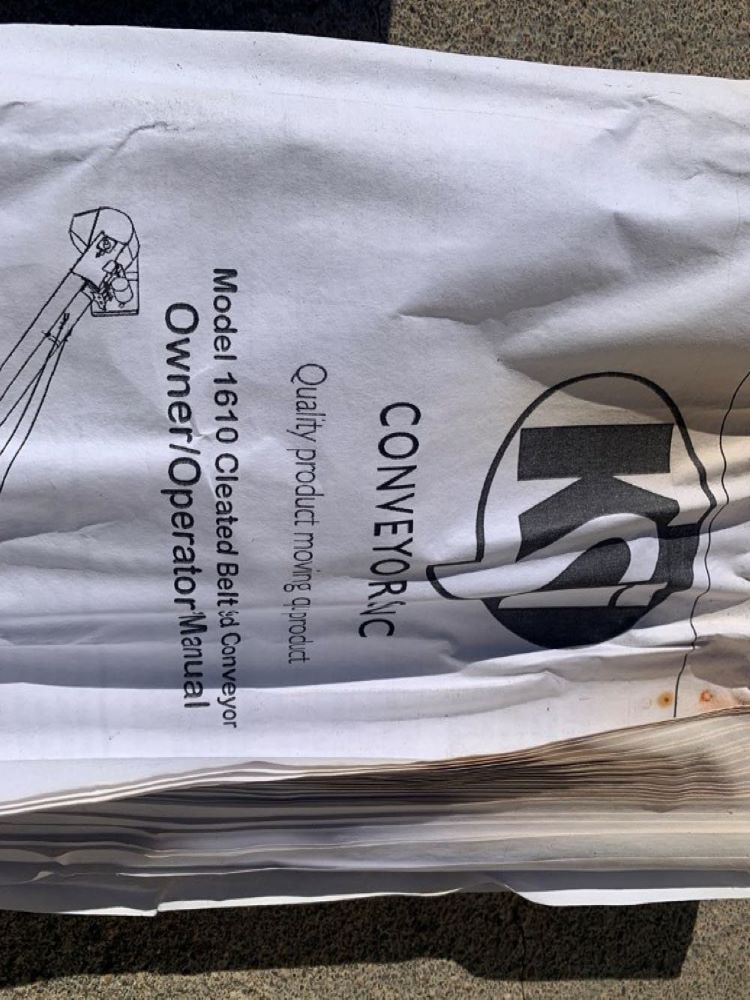 KSI
CONVEYOR
Quality product moving product
Model 1610 Cleated Belt Conveyor
Owner/Operator Manual